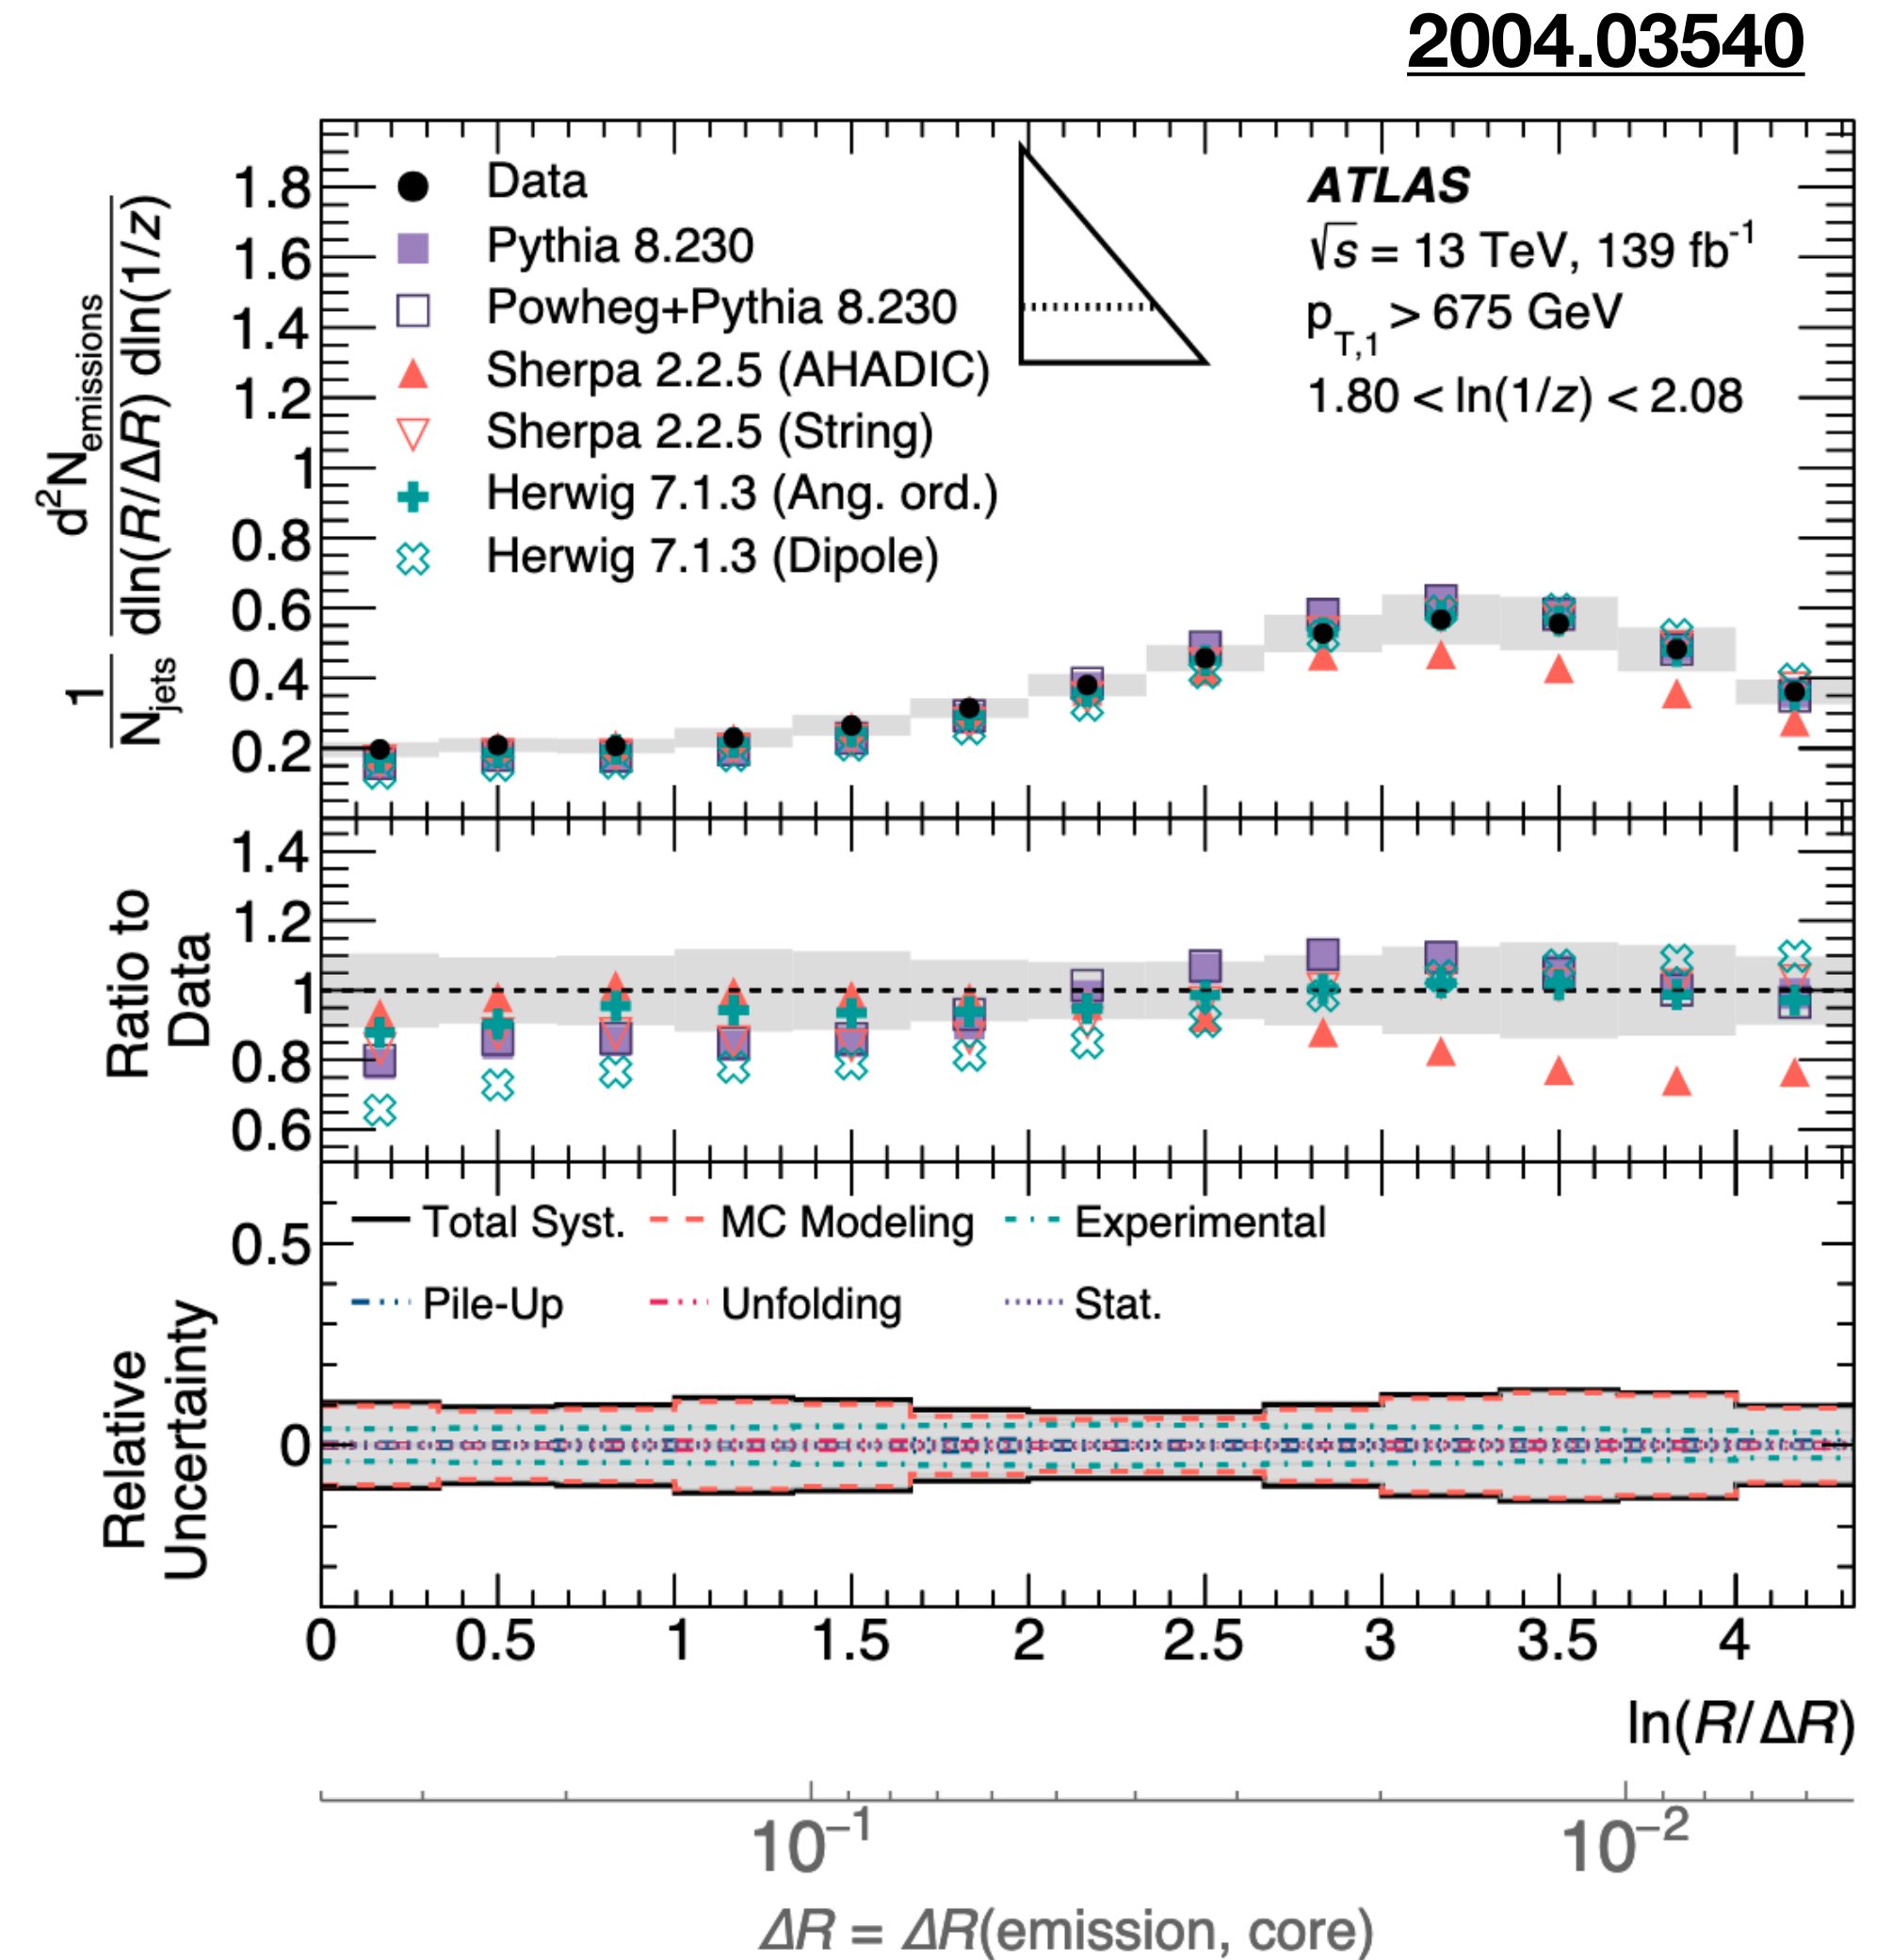 2004.03540
1.8
1.6
1.4
1.2
1
0.8
0.6
0.4
0.2
1
N_jets
d²N_emissions
dln(R/ΔR) dln(1/z)
Data
Pythia 8.230
Powheg+Pythia 8.230
Sherpa 2.2.5 (AHADIC)
Sherpa 2.2.5 (String)
Herwig 7.1.3 (Ang. ord.)
Herwig 7.1.3 (Dipole)
ATLAS
√s = 13 TeV, 139 fb⁻¹
p_T,1 > 675 GeV
1.80 < ln(1/z) < 2.08
1.4
1.2
1
0.8
0.6
Ratio to
Data
Total Syst.
MC Modeling
Experimental
Pile-Up
Unfolding
Stat.
0.5
0
Relative
Uncertainty
0 0.5 1 1.5 2 2.5 3 3.5 4
ln(R/ΔR)
10⁻¹ 10⁻²
ΔR = ΔR(emission, core)